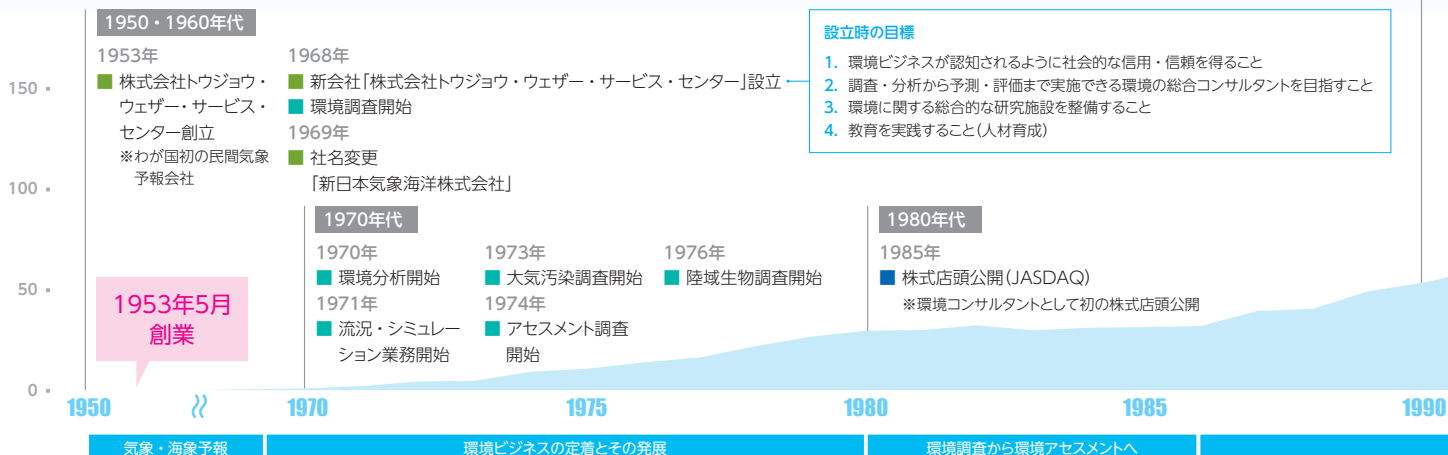 1950・1960年代
1953年
株式会社トウジョウ・
ウェザー・サービス・
センター創立
※わが国初の民間気象
予報会社
1968年
新会社「株式会社トウジョウ・ウェザー・サービス・センター」設立
環境調査開始
1969年
社名変更
「新日本気象海洋株式会社」
設立時の目標
1. 環境ビジネスが認知されるように社会的な信用・信頼を得ること
2. 調査・分析から予測・評価まで実施できる環境の総合コンサルタントを目指すこと
3. 環境に関する総合的な研究施設を整備すること
4. 教育を実践すること(人材育成)
1970年代
1970年
環境分析開始
1971年
流況・シミュレー
ション業務開始
1973年
大気汚染調査開始
1974年
アセスメント調査
開始
1976年
陸域生物調査開始
1980年代
1985年
株式店頭公開(JASDAQ)
※環境コンサルタントとして初の株式店頭公開
1953年5月
創業
150
100
50
0
1950
1970
1975
1980
1985
1990
気象・海象予報
環境ビジネスの定着とその発展
環境調査から環境アセスメントへ